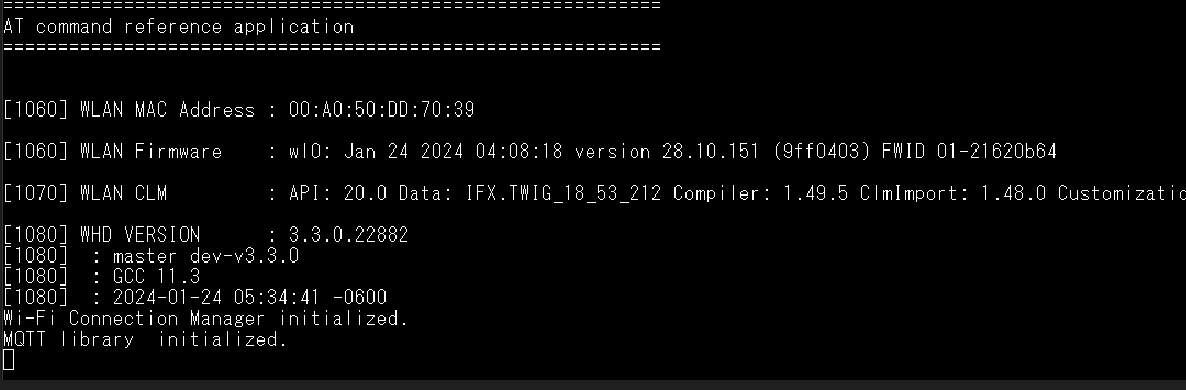 ============================================================
AT command reference application
============================================================
[1060] WLAN MAC Address : 00:A0:50:DD:70:39
[1060] WLAN Firmware    : wl0: Jan 24 2024 04:08:18 version 28.10.151 (9ff0403) FWID 01-21620b64
[1070] WLAN CLM         : API: 20.0 Data: IFX.TWIG_18_53_212 Compiler: 1.49.5 ClmImport: 1.48.0 Customizatio
[1080] WHD VERSION      : 3.3.0.22882
[1080]  : master dev-v3.3.0
[1080]  : GCC 11.3
[1080]  : 2024-01-24 05:34:41 -0600
Wi-Fi Connection Manager initialized.
MQTT library  initialized.